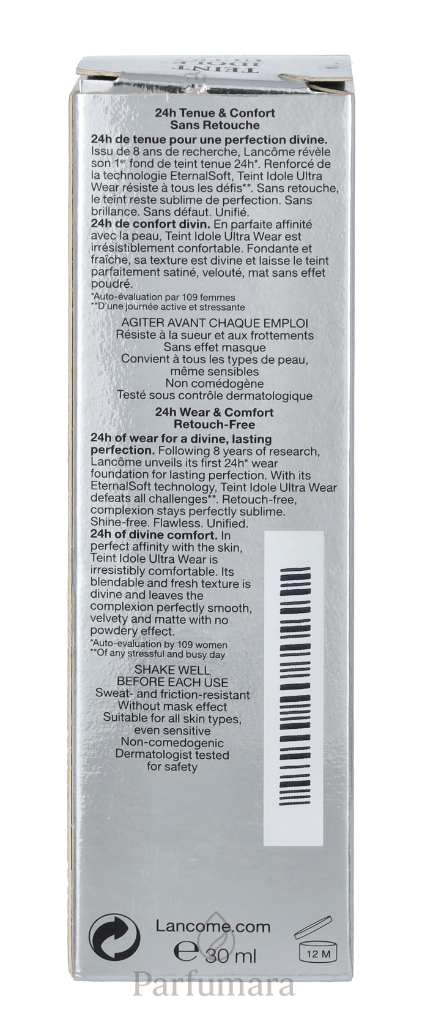 TEINT
IDOLE
24h Tenue & Confort
Sans Retouche
24h de tenue pour une perfection divine.
Issu de 8 ans de recherche, Lancôme révèle
son 1er fond de teint tenue 24h*. Renforcé de
la technologie EternalSoft, Teint Idole Ultra
Wear résiste à tous les défis**. Sans retouche,
le teint reste sublime de perfection. Sans
brillance. Sans défaut. Unifié.
24h de confort divin. En parfaite affinité
avec la peau, Teint Idole Ultra Wear est
irrésistiblement confortable. Fondante et
fraîche, sa texture est divine et laisse le teint
parfaitement satiné, velouté, mat sans effet
poudré.
*Auto-évaluation par 109 femmes
**D'une journée active et stressante
AGITER AVANT CHAQUE EMPLOI
Résiste à la sueur et aux frottements
Sans effet masque
Convient à tous les types de peau,
même sensibles
Non comédogène
Testé sous contrôle dermatologique
24h Wear & Comfort
Retouch-Free
24h of wear for a divine, lasting
perfection. Following 8 years of research,
Lancôme unveils its first 24h* wear
foundation for lasting perfection. With its
EternalSoft technology, Teint Idole Ultra Wear
defeats all challenges**. Retouch-free,
complexion stays perfectly sublime.
Shine-free. Flawless. Unified.
24h of divine comfort. In
perfect affinity with the skin,
Teint Idole Ultra Wear is
irresistibly comfortable. Its
blendable and fresh texture is
divine and leaves the
complexion perfectly smooth,
velvety and matte with no
powdery effect.
*Auto-evaluation by 109 women
**Of any stressful and busy day
SHAKE WELL
BEFORE EACH USE
Sweat- and friction-resistant
Without mask effect
Suitable for all skin types,
even sensitive
Non-comedogenic
Dermatologist tested
for safety
Lancome.com
e 30 ml
12 M
Parfumara